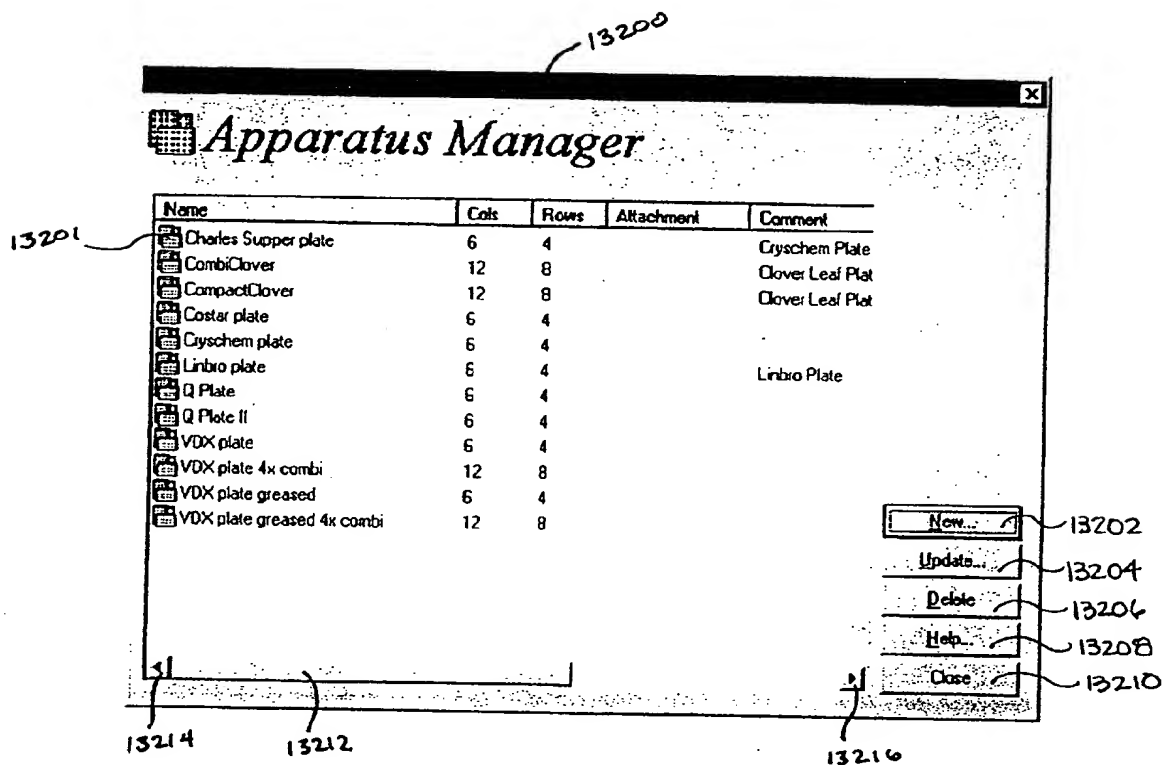 13200
Apparatus Manager
Name Cols Rows Attachment Comment
13201
Charles Supper plate 6 4 Cryschem Plate
CombiClover 12 8 Clover Leaf Plat
CompactClover 12 8 Clover Leaf Plat
Costar plate 6 4
Cryschem plate 6 4
Linbro plate 6 4 Linbro Plate
Q Plate 6 4
Q Plate II 6 4
VDX plate 6 4
VDX plate 4x combi 12 8
VDX plate greased 6 4
VDX plate greased 4x combi 12 8
New... 13202
Update... 13204
Delete 13206
Help... 13208
Close 13210
13214 13212 13216